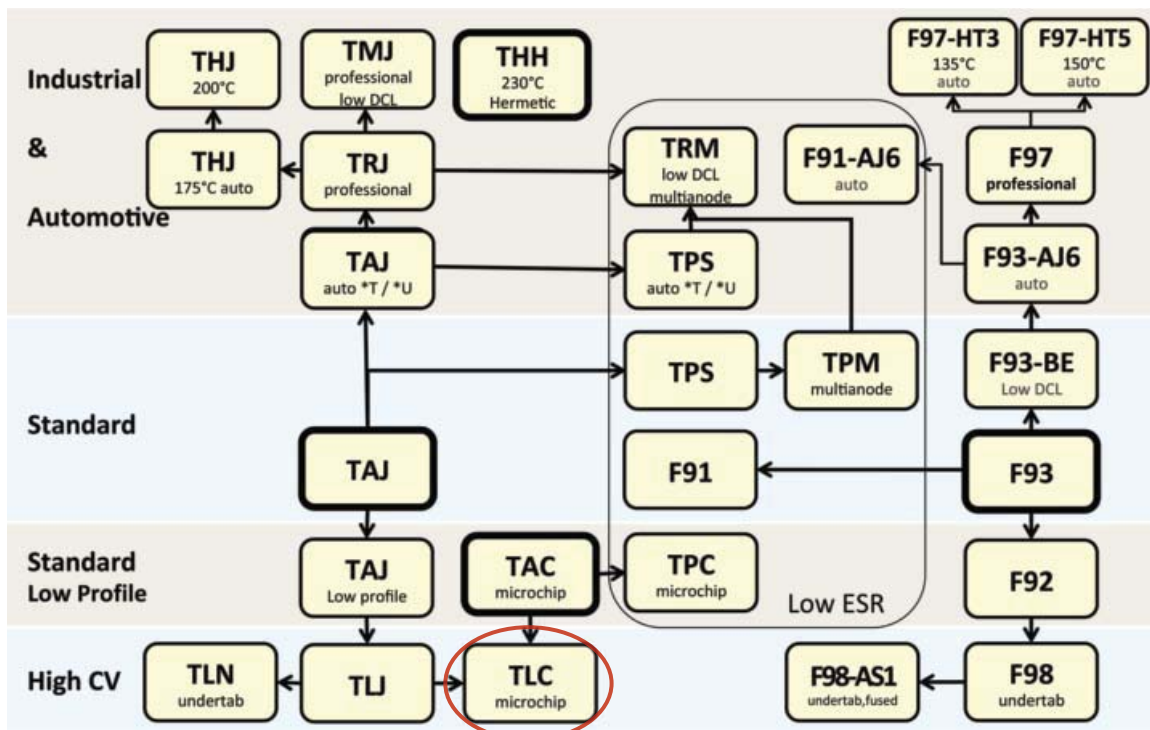 Industrial
&
Automotive
THJ
200°C
TMJ
professional
low DCL
THH
230°C
Hermetic
F97-HT3
135°C
auto
F97-HT5
150°C
auto
THJ
175°C auto
TRJ
professional
TRM
low DCL
multianode
F91-AJ6
auto
F97
professional
TAJ
auto *T / *U
TPS
auto *T / *U
F93-AJ6
auto
Standard
TPS
TPM
multianode
F93-BE
Low DCL
TAJ
F91
F93
Standard
Low Profile
TAJ
Low profile
TAC
microchip
TPC
microchip
Low ESR
F92
High CV
TLN
undertab
TLJ
TLC
microchip
F98-AS1
undertab,fused
F98
undertab